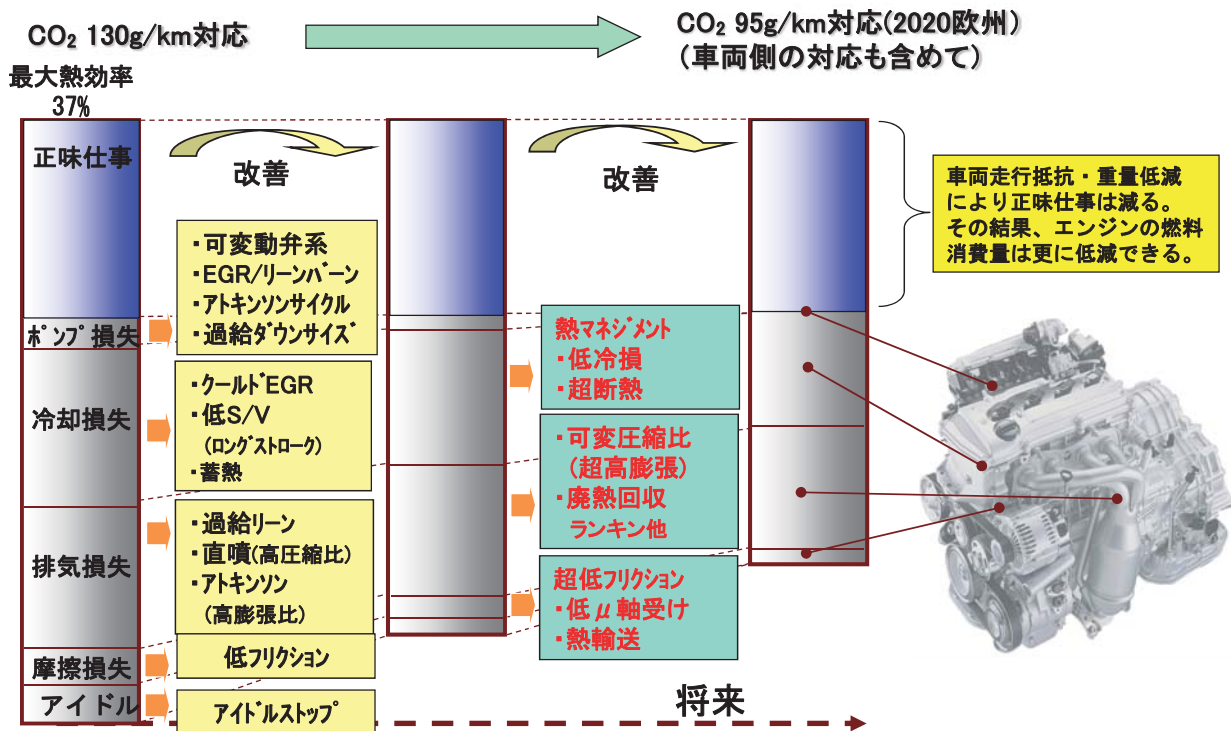 CO₂ 130g/km対応
CO₂ 95g/km対応(2020欧州)
(車両側の対応も含めて)
最大熱効率
37%
正味仕事
ポンプ損失
冷却損失
排気損失
摩擦損失
アイドル
改善
・可変動弁系
・EGR/リーンバーン
・アトキンソンサイクル
・過給ダウンサイズ
・クールドEGR
・低S/V
(ロングストローク)
・蓄熱
・過給リーン
・直噴(高圧縮比)
・アトキンソン
(高膨張比)
低フリクション
アイドルストップ
改善
熱マネジメント
・低冷損
・超断熱
・可変圧縮比
(超高膨張)
・廃熱回収
ランキン他
超低フリクション
・低μ軸受け
・熱輸送
車両走行抵抗・重量低減
により正味仕事は減る。
その結果、エンジンの燃料
消費量は更に低減できる。
将来